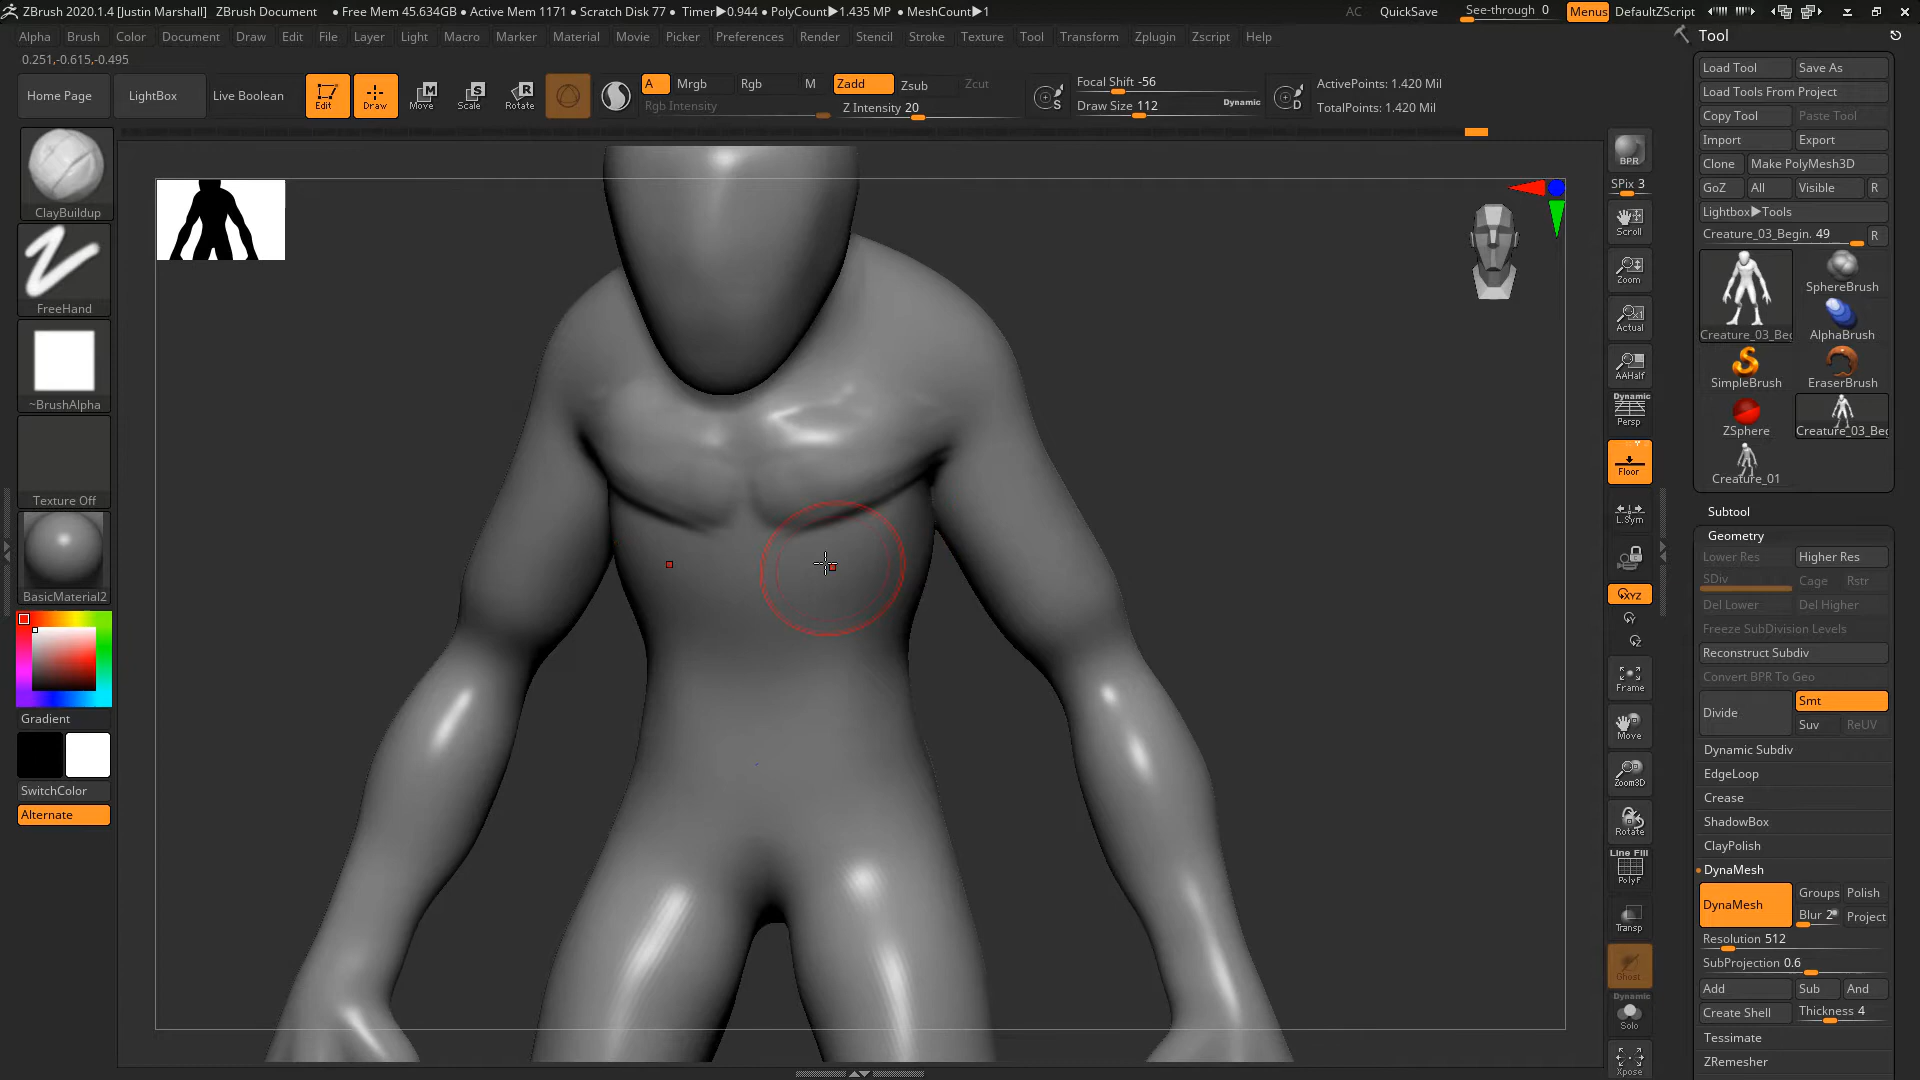 ZBrush 2020.1.4 [Justin Marshall] ZBrush Document • Free Mem 45.634GB • Active Mem 1171 • Scratch Disk 77 • Timer▶0.944 • PolyCount▶1.435 MP • MeshCount▶1 AC QuickSave See-through 0 Menus DefaultZScript
Alpha Brush Color Document Draw Edit File Layer Light Macro Marker Material Movie Picker Preferences Render Stencil Stroke Texture Tool Transform Zplugin Zscript Help
0.251,-0.615,-0.495
Home Page LightBox Live Boolean Edit Draw Move Scale Rotate
A Mrgb Rgb M Zadd Zsub Zcut
Rgb Intensity Z Intensity 20
Focal Shift -56
Draw Size 112 Dynamic
ActivePoints: 1.420 Mil
TotalPoints: 1.420 Mil
ClayBuildup
FreeHand
~BrushAlpha
Texture Off
BasicMaterial2
Gradient
SwitchColor
Alternate
BPR
SPix 3
Scroll
Zoom
Actual
AAHalf
Dynamic
Persp
Floor
L.Sym
XYZ
Y
Z
Frame
Move
Zoom3D
Rotate
Line Fill
PolyF
Transp
Ghost
Dynamic
Solo
Xpose
Tool
Load Tool Save As
Load Tools From Project
Copy Tool Paste Tool
Import Export
Clone Make PolyMesh3D
GoZ All Visible R
Lightbox▶Tools
Creature_03_Begin. 49 R
Creature_03_Bec
SphereBrush
AlphaBrush
SimpleBrush EraserBrush
ZSphere Creature_03_Bec
Creature_01
Subtool
Geometry
Lower Res Higher Res
SDiv Cage Rstr
Del Lower Del Higher
Freeze SubDivision Levels
Reconstruct Subdiv
Convert BPR To Geo
Divide Smt
Suv ReUV
Dynamic Subdiv
EdgeLoop
Crease
ShadowBox
ClayPolish
DynaMesh
DynaMesh Groups Polish
Blur 2 Project
Resolution 512
SubProjection 0.6
Add Sub And
Create Shell Thickness 4
Tessimate
ZRemesher